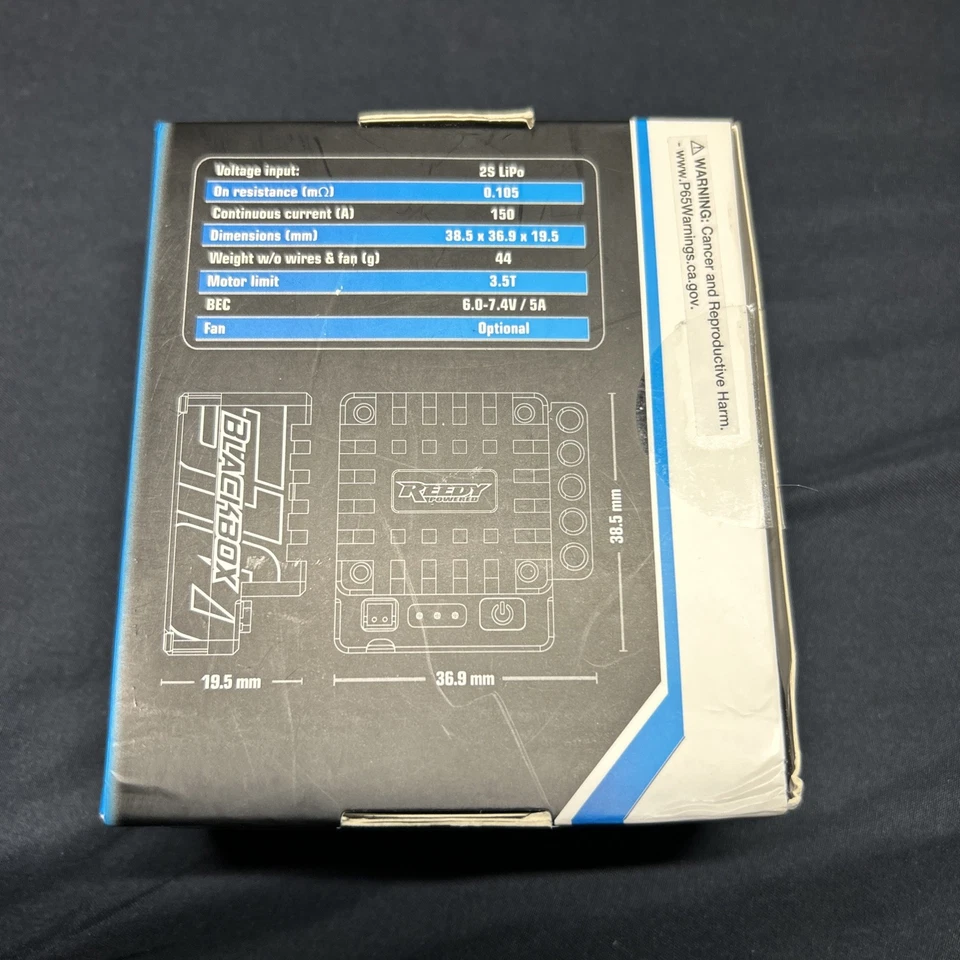 Voltage input: 2S LiPo
On resistance (mΩ) 0.105
Continuous current (A) 150
Dimensions (mm) 38.5 x 36.9 x 19.5
Weight w/o wires & fan (g) 44
Motor limit 3.5T
BEC 6.0-7.4V / 5A
Fan Optional
⚠ WARNING: Cancer and Reproductive Harm.
- www.P65Warnings.ca.gov.
BLACKBOX
REEDY
POWERED
38.5 mm
19.5 mm
36.9 mm